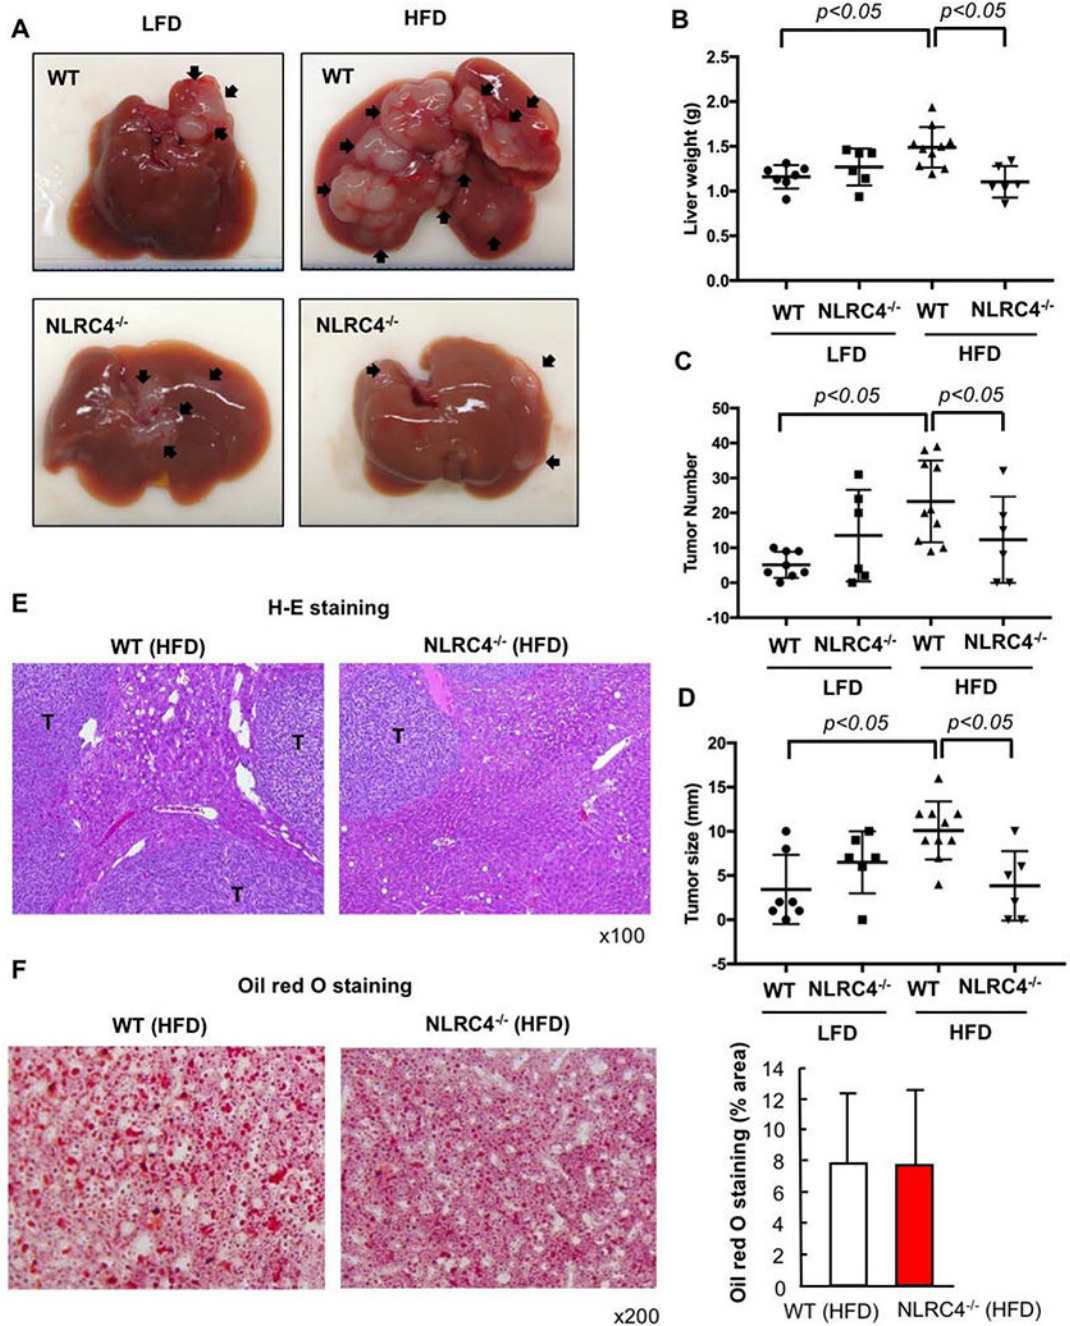 A
LFD
HFD
WT
WT
NLRC4-/-
NLRC4-/-
B
p<0.05
p<0.05
Liver weight (g)
2.5
2.0
1.5
1.0
0.5
0.0
WT NLRC4-/- WT NLRC4-/-
LFD HFD
C
p<0.05
p<0.05
Tumor Number
50
40
30
20
10
0
-10
WT NLRC4-/- WT NLRC4-/-
LFD HFD
D
p<0.05
p<0.05
Tumor size (mm)
20
15
10
5
0
-5
WT NLRC4-/- WT NLRC4-/-
LFD HFD
E
H-E staining
WT (HFD)
NLRC4-/- (HFD)
T
T
T
T
x100
F
Oil red O staining
WT (HFD)
NLRC4-/- (HFD)
x200
Oil red O staining (% area)
14
12
10
8
6
4
2
0
WT (HFD) NLRC4-/- (HFD)